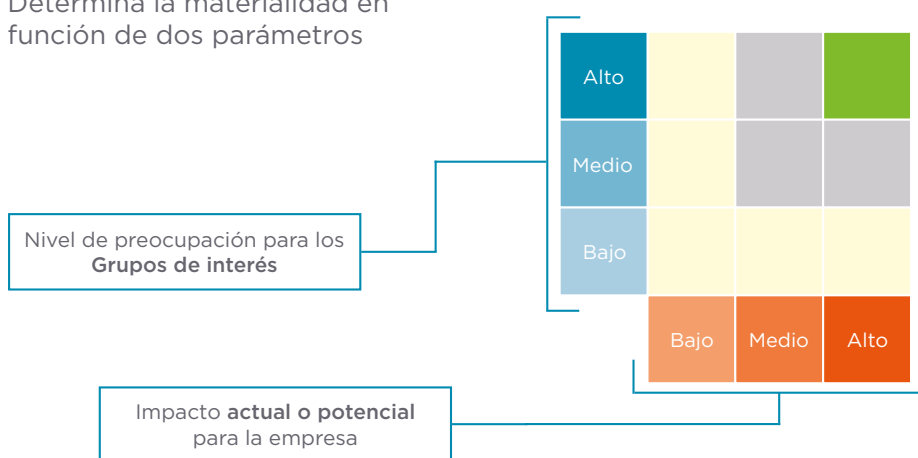 Determina la materialidad en
función de dos parámetros
Alto
Medio
Bajo
Nivel de preocupación para los
Grupos de interés
Bajo
Medio
Alto
Impacto actual o potencial
para la empresa